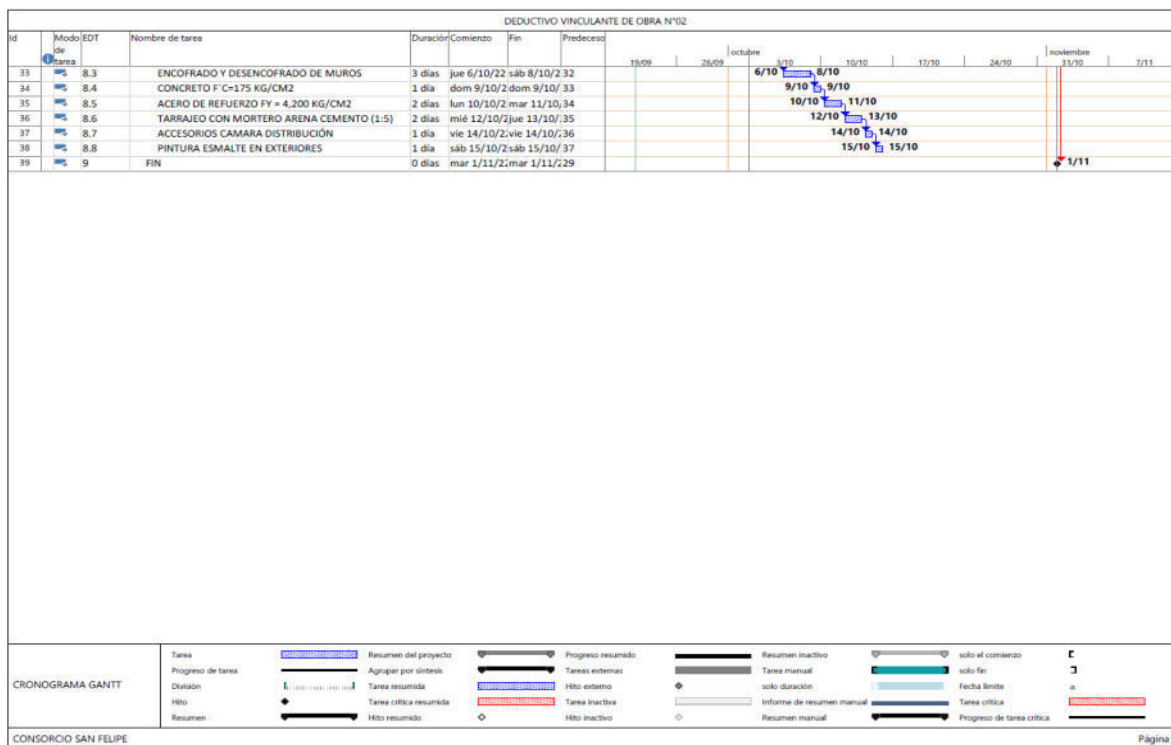 DEDUCTIVO VINCULANTE DE OBRA N°02
Id Modo de tarea EDT Nombre de tarea Duración Comienzo Fin Predeceso
octubre noviembre
19/09 26/09 3/10 10/10 17/10 24/10 31/10 7/11
33 8.3 ENCOFRADO Y DESENCOFRADO DE MUROS 3 días jue 6/10/22 sáb 8/10/2 32 6/10 8/10
34 8.4 CONCRETO F´C=175 KG/CM2 1 día dom 9/10/2 dom 9/10/ 33 9/10 9/10
35 8.5 ACERO DE REFUERZO FY = 4,200 KG/CM2 2 días lun 10/10/2 mar 11/10, 34 10/10 11/10
36 8.6 TARRAJEO CON MORTERO ARENA CEMENTO (1:5) 2 días mié 12/10/2 jue 13/10/. 35 12/10 13/10
37 8.7 ACCESORIOS CAMARA DISTRIBUCIÓN 1 día vie 14/10/2. vie 14/10/2 36 14/10 14/10
38 8.8 PINTURA ESMALTE EN EXTERIORES 1 día sáb 15/10/2 sáb 15/10/ 37 15/10 15/10
39 9 FIN 0 días mar 1/11/22 mar 1/11/2 29 1/11
CRONOGRAMA GANTT
Tarea Resumen del proyecto Progreso resumido Resumen inactivo solo el comienzo
Progreso de tarea Agrupar por síntesis Tareas externas Tarea manual solo fin
División Tarea resumida Hito externo solo duración Fecha límite
Hito Tarea crítica resumida Tarea inactiva Informe de resumen manual Tarea crítica
Resumen Hito resumido Hito inactivo Resumen manual Progreso de tarea crítica
CONSORCIO SAN FELIPE Página